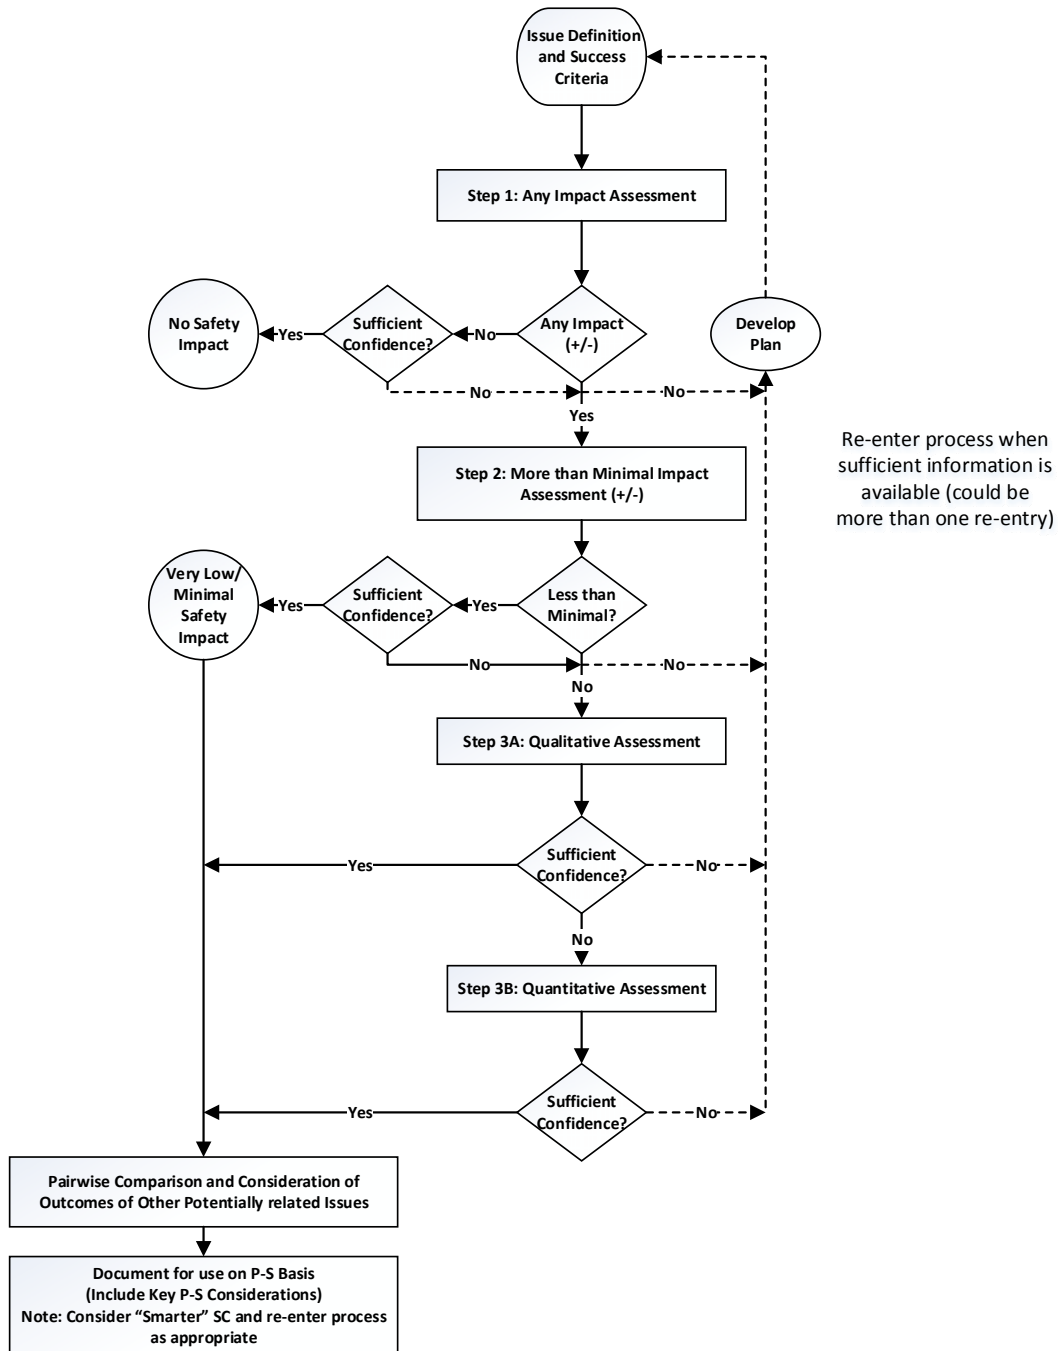 Issue Definition
and Success
Criteria
Step 1: Any Impact Assessment
No Safety
Impact
Yes
Sufficient
Confidence?
No
Any Impact
(+/-)
Develop
Plan
No
No
Yes
Re-enter process when
sufficient information is
available (could be
more than one re-entry)
Step 2: More than Minimal Impact
Assessment (+/-)
Very Low/
Minimal
Safety
Impact
Yes
Sufficient
Confidence?
Yes
Less than
Minimal?
No
No
No
Step 3A: Qualitative Assessment
Yes
Sufficient
Confidence?
No
No
Step 3B: Quantitative Assessment
Yes
Sufficient
Confidence?
No
Pairwise Comparison and Consideration of
Outcomes of Other Potentially related Issues
Document for use on P-S Basis
(Include Key P-S Considerations)
Note: Consider “Smarter” SC and re-enter process
as appropriate